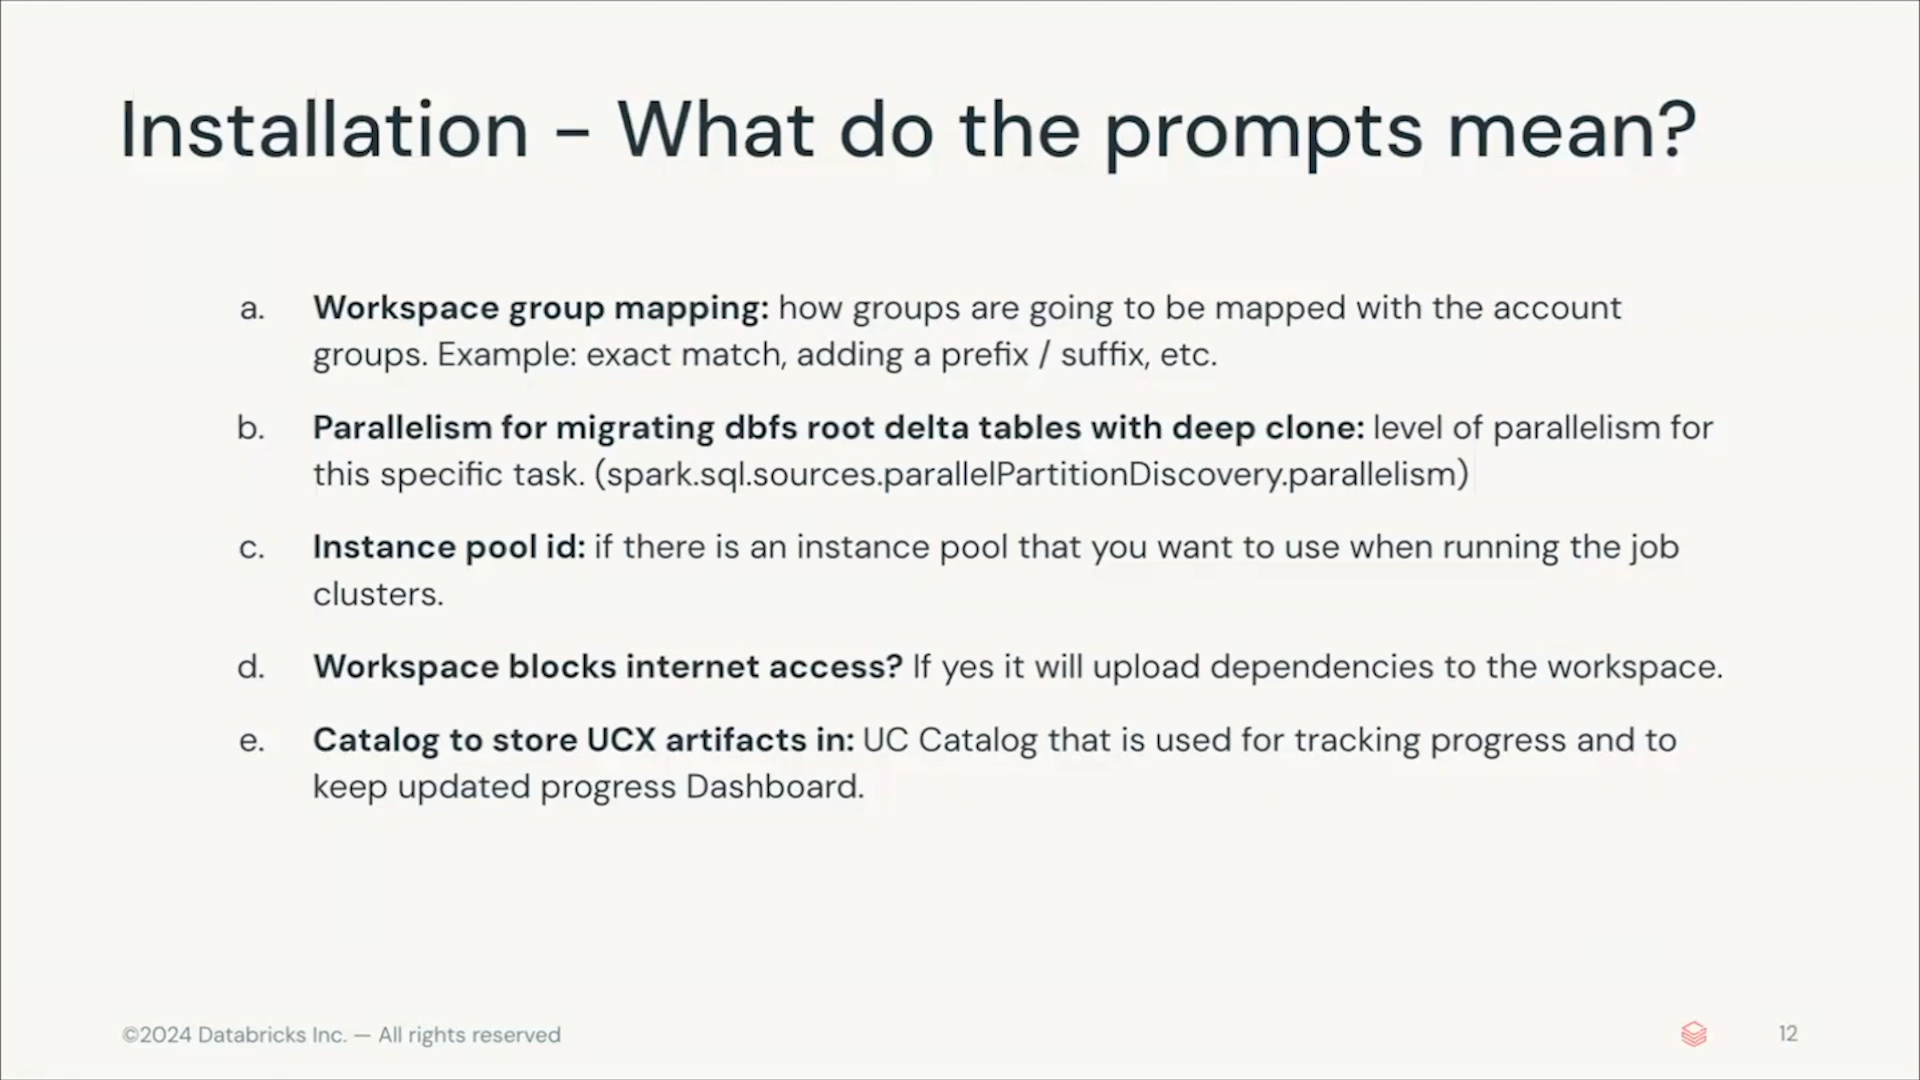 Installation - What do the prompts mean?
a. Workspace group mapping: how groups are going to be mapped with the account
groups. Example: exact match, adding a prefix / suffix, etc.
b. Parallelism for migrating dbfs root delta tables with deep clone: level of parallelism for
this specific task. (spark.sql.sources.parallelPartitionDiscovery.parallelism)
c. Instance pool id: if there is an instance pool that you want to use when running the job
clusters.
d. Workspace blocks internet access? If yes it will upload dependencies to the workspace.
e. Catalog to store UCX artifacts in: UC Catalog that is used for tracking progress and to
keep updated progress Dashboard.
©2024 Databricks Inc. — All rights reserved
12